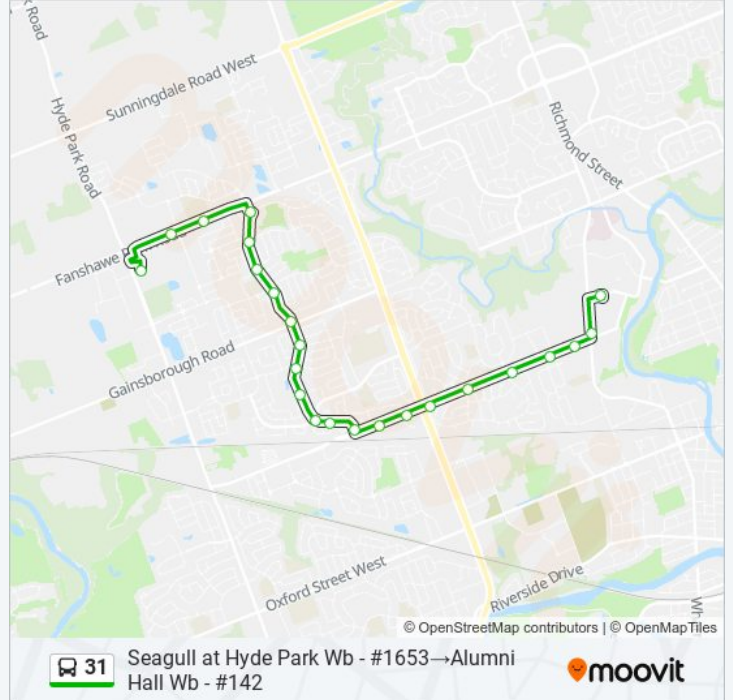 Road
Hyde Park Road
Sunningdale Road West
Richmond Street
Fanshawe
Gainsborough Road
Oxford Street West
Riverside Drive
Wh
© OpenStreetMap contributors | © OpenMapTiles
31
Seagull at Hyde Park Wb - #1653→Alumni
Hall Wb - #142
moovit